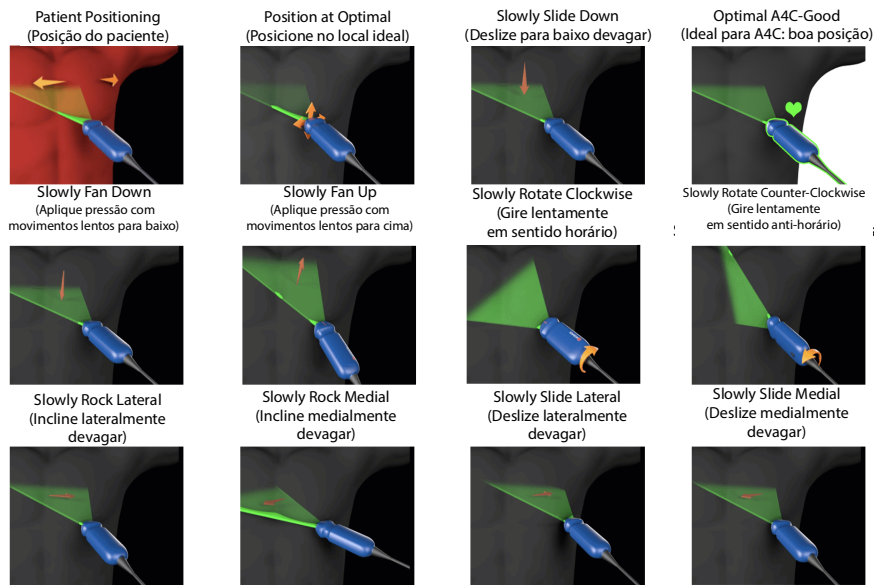 Patient Positioning
(Posição do paciente)
Position at Optimal
(Posicione no local ideal)
Slowly Slide Down
(Deslize para baixo devagar)
Optimal A4C-Good
(Ideal para A4C: boa posição)
Slowly Fan Down
(Aplique pressão com
movimentos lentos para baixo)
Slowly Fan Up
(Aplique pressão com
movimentos lentos para cima)
Slowly Rotate Clockwise
(Gire lentamente
em sentido horário)
Slowly Rotate Counter-Clockwise
(Gire lentamente
em sentido anti-horário)
Slowly Rock Lateral
(Incline lateralmente
devagar)
Slowly Rock Medial
(Incline medialmente
devagar)
Slowly Slide Lateral
(Deslize lateralmente
devagar)
Slowly Slide Medial
(Deslize medialmente
devagar)